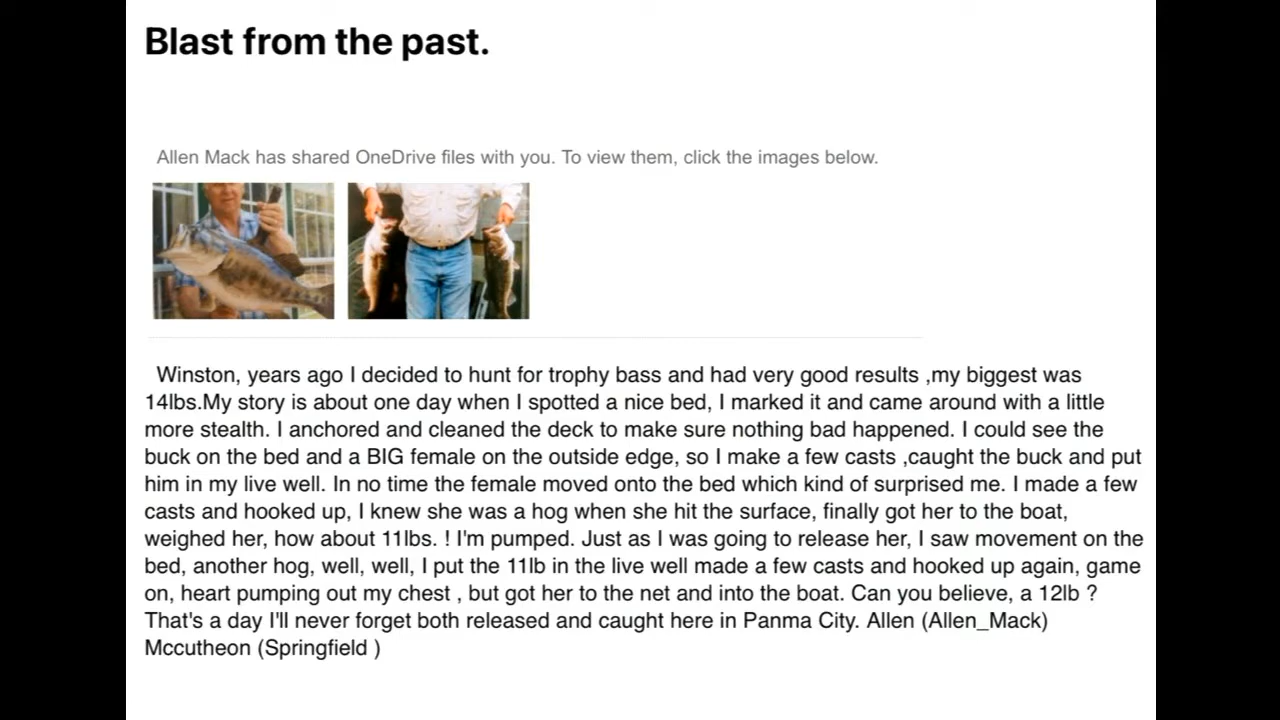 Blast from the past.
Allen Mack has shared OneDrive files with you. To view them, click the images below.
Winston, years ago I decided to hunt for trophy bass and had very good results ,my biggest was
14lbs.My story is about one day when I spotted a nice bed, I marked it and came around with a little
more stealth. I anchored and cleaned the deck to make sure nothing bad happened. I could see the
buck on the bed and a BIG female on the outside edge, so I make a few casts ,caught the buck and put
him in my live well. In no time the female moved onto the bed which kind of surprised me. I made a few
casts and hooked up, I knew she was a hog when she hit the surface, finally got her to the boat,
weighed her, how about 11lbs. ! I'm pumped. Just as I was going to release her, I saw movement on the
bed, another hog, well, well, I put the 11lb in the live well made a few casts and hooked up again, game
on, heart pumping out my chest , but got her to the net and into the boat. Can you believe, a 12lb ?
That's a day I'll never forget both released and caught here in Panma City. Allen (Allen_Mack)
Mccutheon (Springfield )